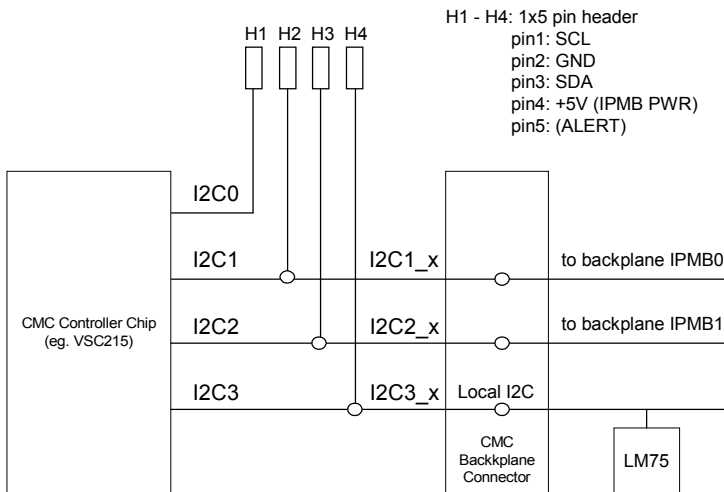 H1 H2 H3 H4
H1 - H4: 1x5 pin header
pin1: SCL
pin2: GND
pin3: SDA
pin4: +5V (IPMB PWR)
pin5: (ALERT)
I2C0
I2C1 I2C1_x to backplane IPMB0
I2C2 I2C2_x to backplane IPMB1
CMC Controller Chip
(eg. VSC215)
I2C3 I2C3_x Local I2C
CMC
Backkplane
Connector
LM75